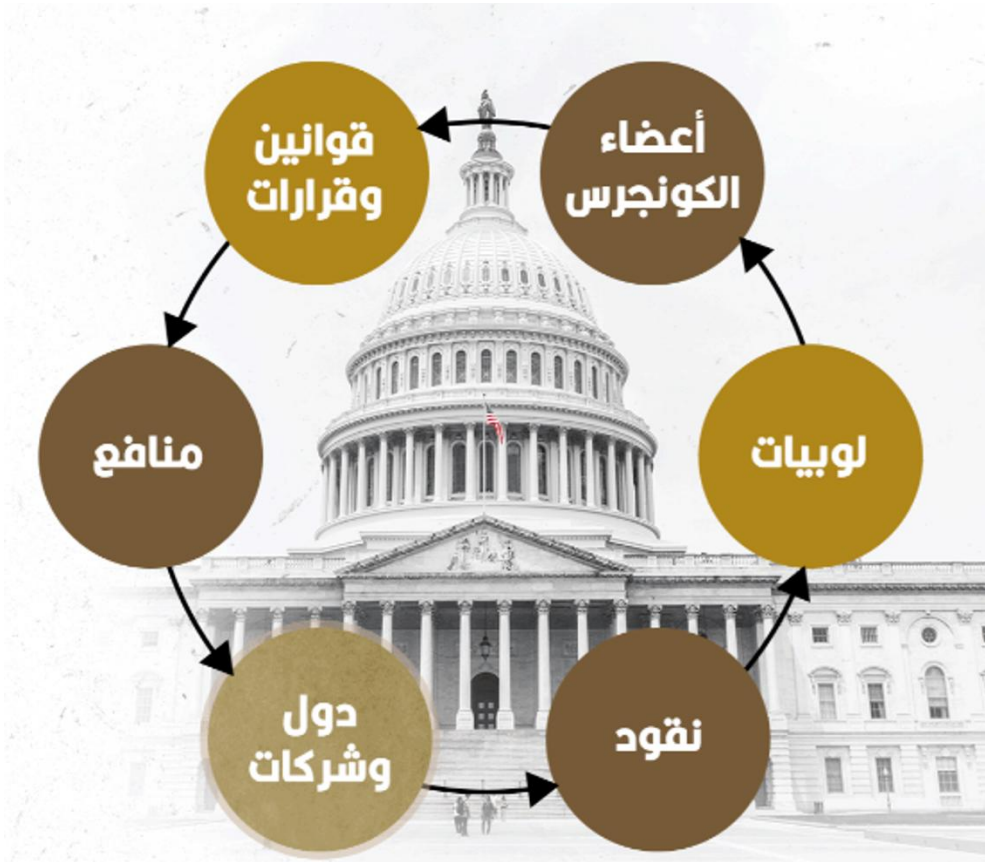 أعضاء
الكونجرس
قوانين
وقرارات
لوبيات
منافع
نقود
دول
وشركات